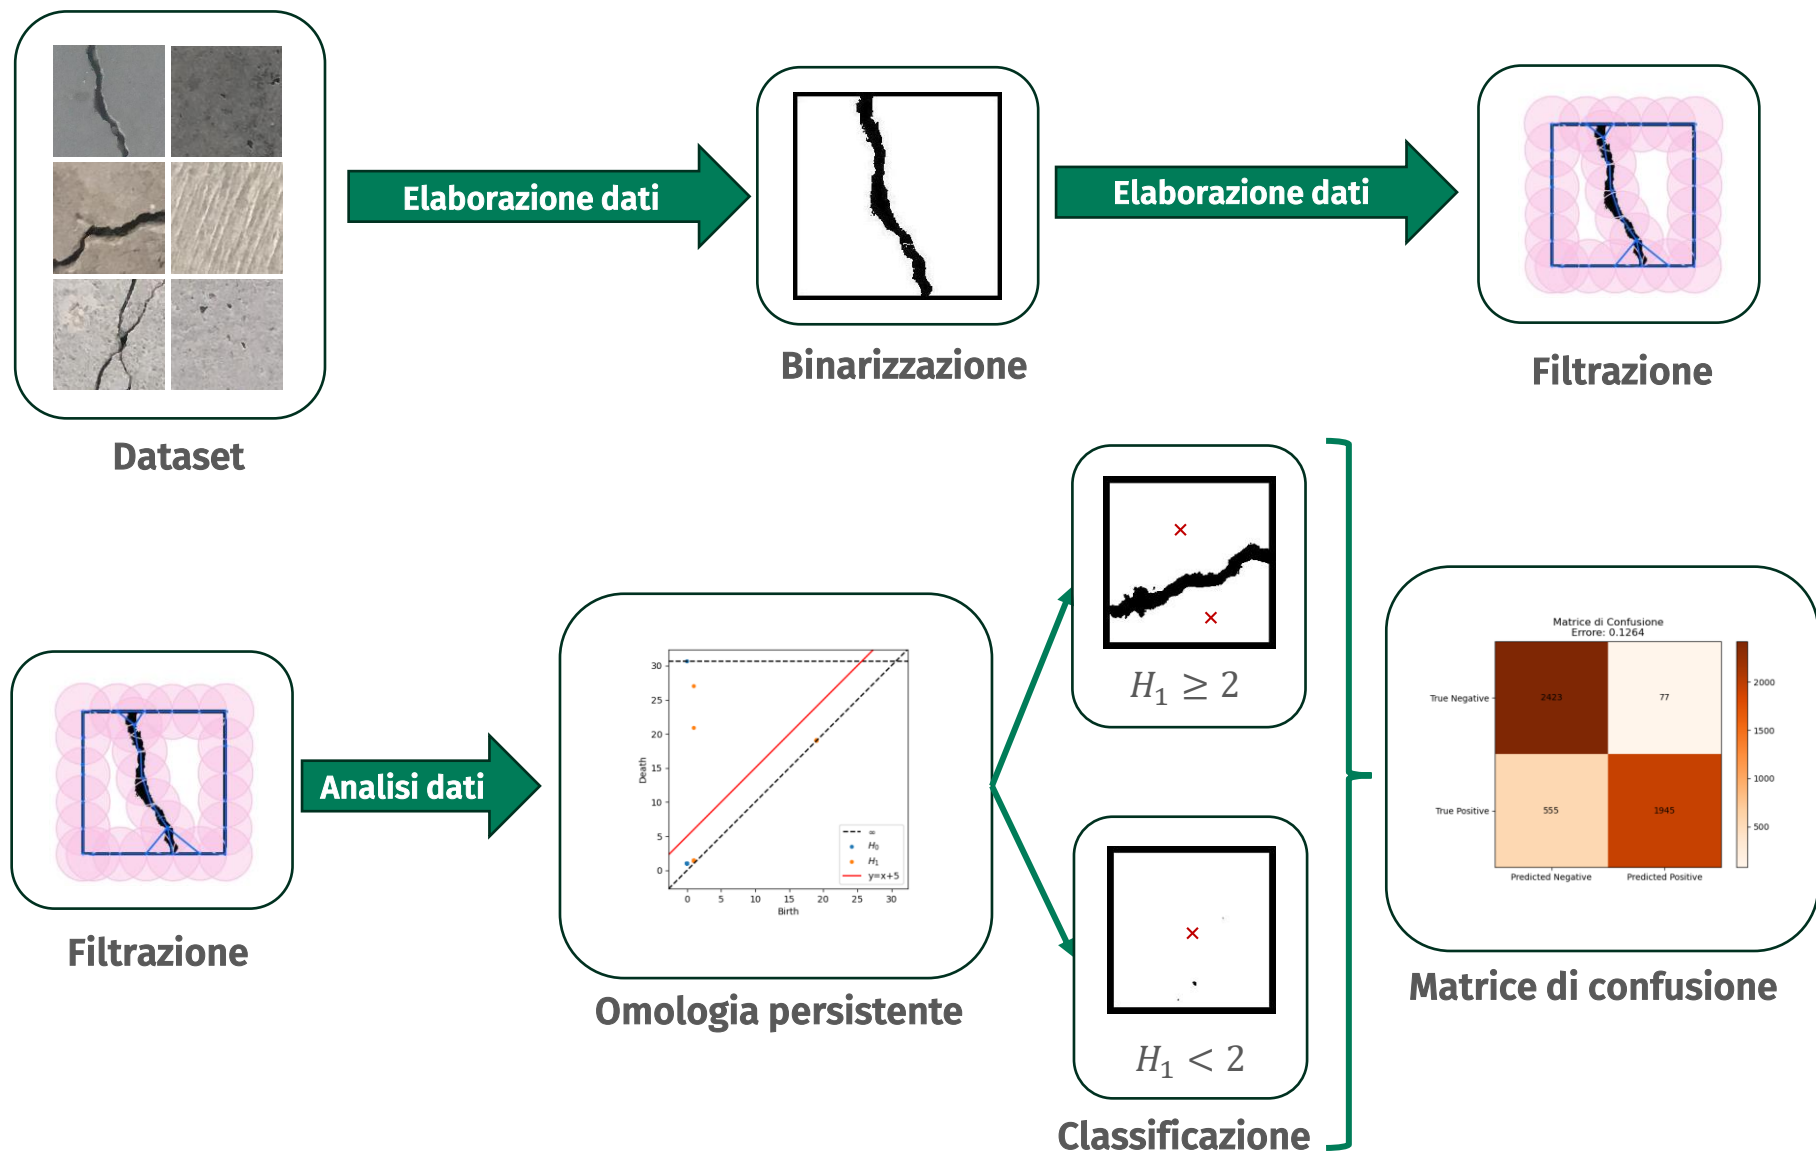 Dataset
Elaborazione dati
Binarizzazione
Elaborazione dati
Filtrazione
Filtrazione
Analisi dati
Death
30
25
20
15
10
5
0
0 5 10 15 20 25 30
Birth
∞
H₀
H₁
y=x+5
Omologia persistente
H₁ ≥ 2
H₁ < 2
Classificazione
Matrice di Confusione
Errore: 0.1264
True Negative
2423 77
True Positive
555 1945
Predicted Negative Predicted Positive
2000
1500
1000
500
Matrice di confusione